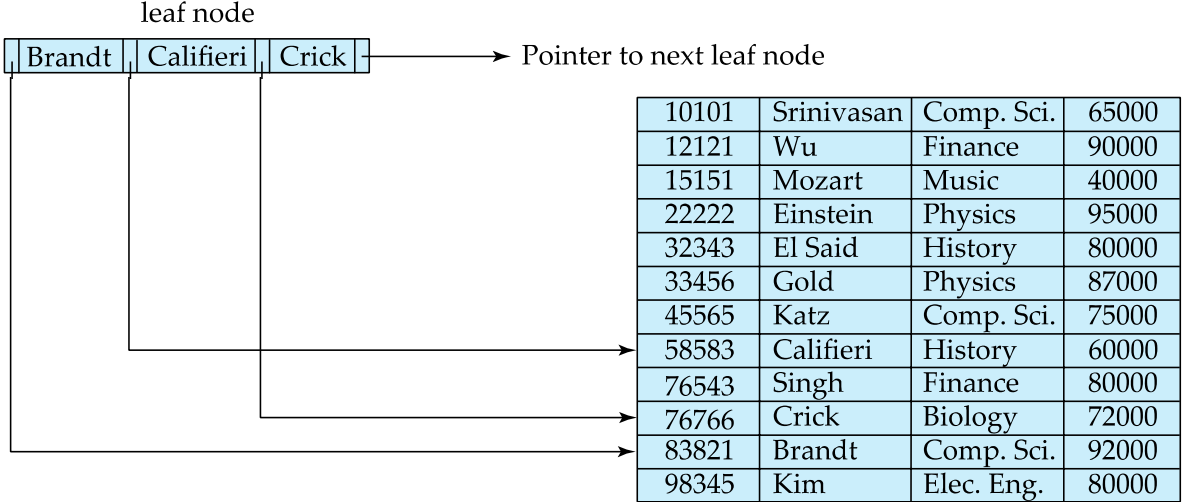 leaf node
Brandt Califieri Crick Pointer to next leaf node
10101 Srinivasan Comp. Sci. 65000
12121 Wu Finance 90000
15151 Mozart Music 40000
22222 Einstein Physics 95000
32343 El Said History 80000
33456 Gold Physics 87000
45565 Katz Comp. Sci. 75000
58583 Califieri History 60000
76543 Singh Finance 80000
76766 Crick Biology 72000
83821 Brandt Comp. Sci. 92000
98345 Kim Elec. Eng. 80000